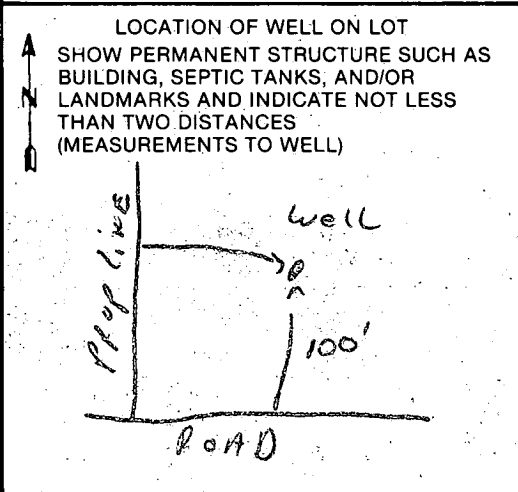 LOCATION OF WELL ON LOT
SHOW PERMANENT STRUCTURE SUCH AS
BUILDING, SEPTIC TANKS, AND/OR
N LANDMARKS AND INDICATE NOT LESS
THAN TWO DISTANCES
(MEASUREMENTS TO WELL)
Well
PROP LINE
100'
ROAD